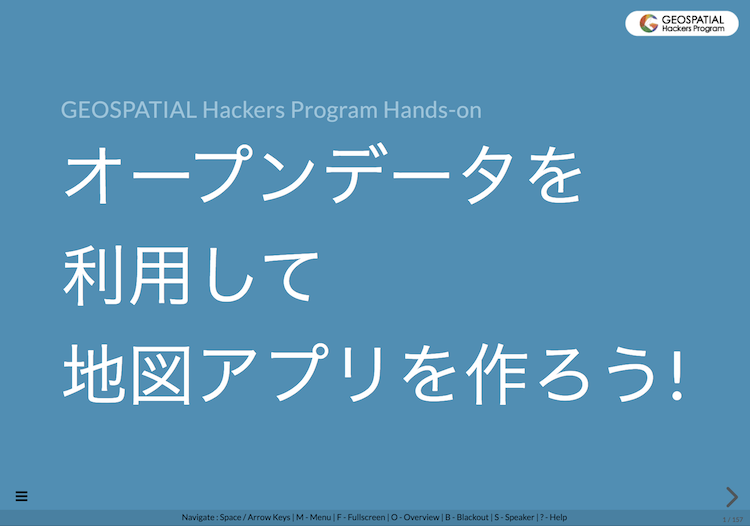 GEOSPATIAL
Hackers Program
GEOSPATIAL Hackers Program Hands-on
オープンデータを
利用して
地図アプリを作ろう!
Navigate : Space / Arrow Keys | M - Menu | F - Fullscreen | O - Overview | B - Blackout | S - Speaker | ? - Help
1 / 157